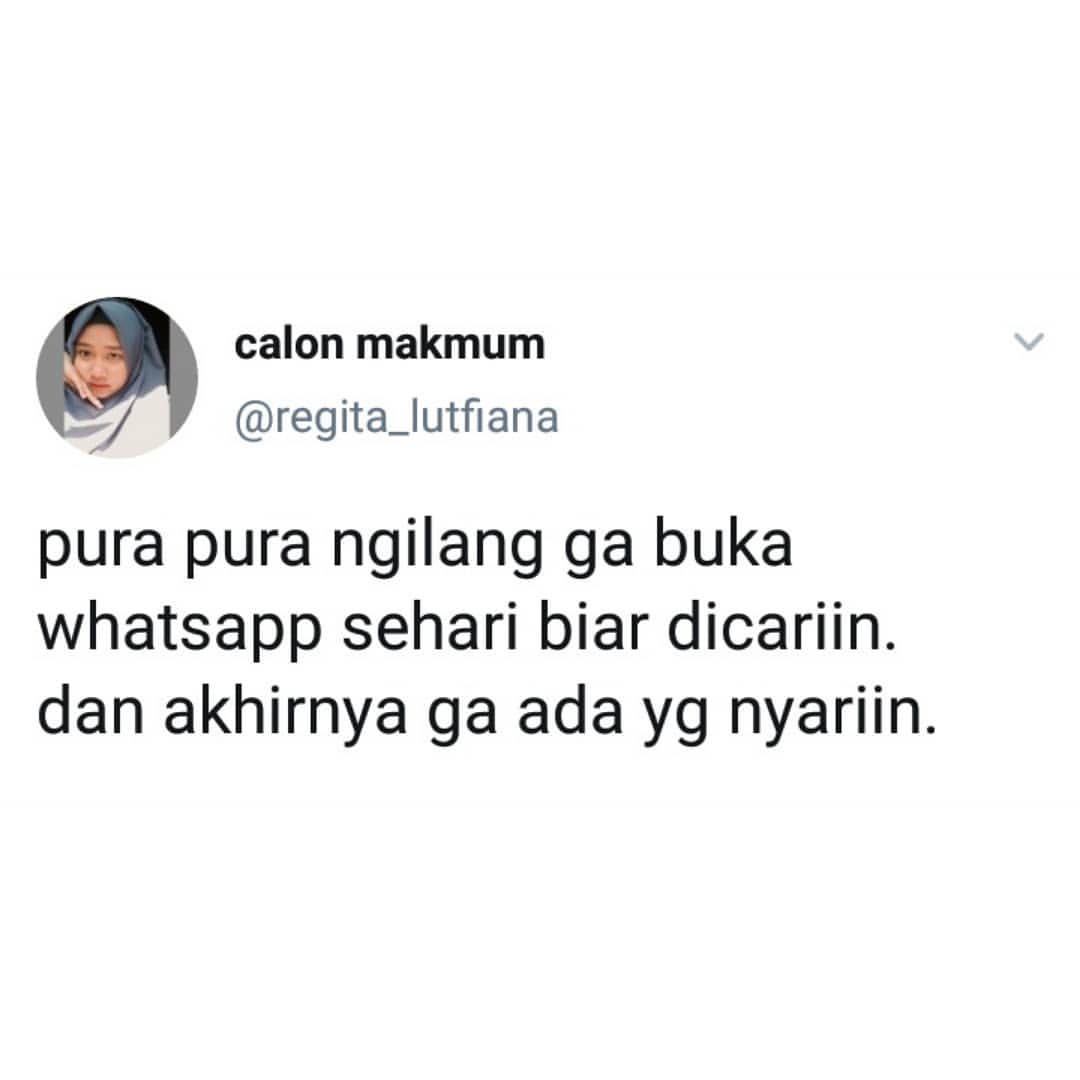 calon makmum
@regita_lutfiana
pura pura ngilang ga buka
whatsapp sehari biar dicariin.
dan akhirnya ga ada yg nyariin.